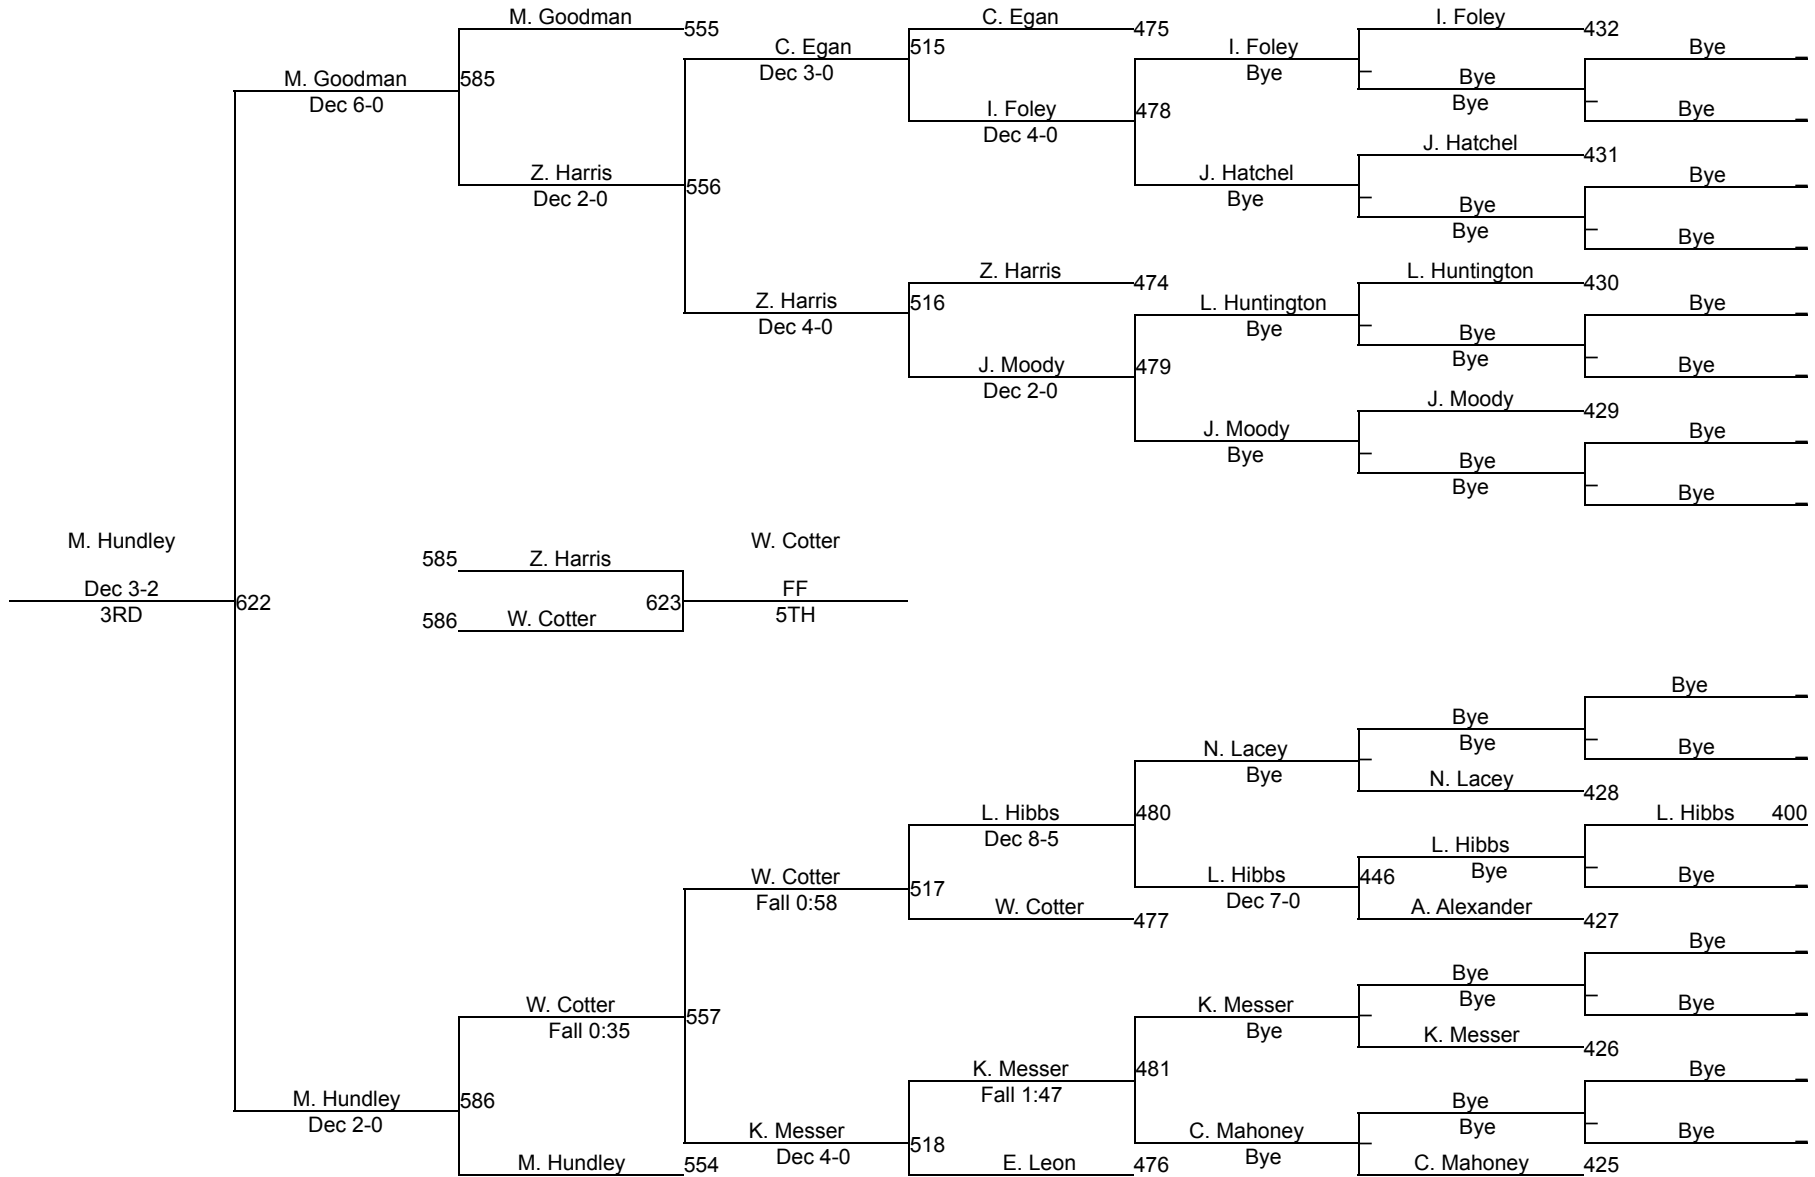 M. Goodman
555
C. Egan
475
I. Foley
432
C. Egan
515
I. Foley
Bye
Dec 3-0
Bye
M. Goodman
585
Bye
Dec 6-0
Bye
I. Foley
478
Bye
Dec 4-0
J. Hatchel
431
Z. Harris
556
J. Hatchel
Bye
Dec 2-0
Bye
Bye
Bye
Bye
Z. Harris
474
L. Huntington
430
Z. Harris
516
L. Huntington
Bye
Dec 4-0
Bye
Bye
J. Moody
479
Bye
Bye
Dec 2-0
J. Moody
429
J. Moody
Bye
Bye
Bye
Bye
Bye
M. Hundley
W. Cotter
585
Z. Harris
Dec 3-2
622
623
FF
3RD
586
W. Cotter
5TH
Bye
Bye
N. Lacey
Bye
Bye
Bye
N. Lacey
428
L. Hibbs
480
L. Hibbs
400
Dec 8-5
L. Hibbs
W. Cotter
517
L. Hibbs
446
Bye
Bye
Fall 0:58
Dec 7-0
W. Cotter
477
A. Alexander
427
Bye
Bye
W. Cotter
557
K. Messer
Bye
Bye
Fall 0:35
Bye
K. Messer
426
K. Messer
481
Bye
Fall 1:47
M. Hundley
586
Bye
Dec 2-0
K. Messer
518
C. Mahoney
Bye
Bye
Dec 4-0
Bye
M. Hundley
554
E. Leon
476
C. Mahoney
425